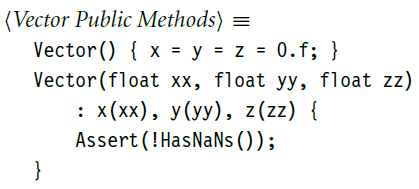 ⟨Vector Public Methods⟩ ≡
Vector() { x = y = z = 0.f; }
Vector(float xx, float yy, float zz)
: x(xx), y(yy), z(zz) {
Assert(!HasNaNs());
}